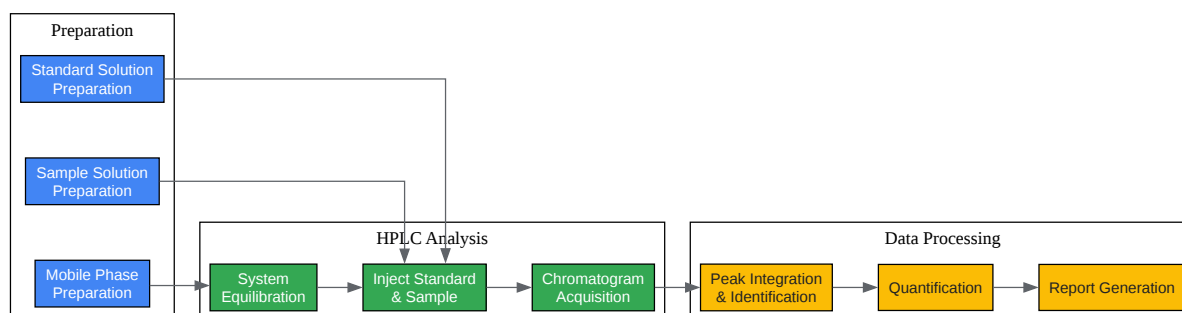 Preparation
Standard Solution
Preparation
Sample Solution
Preparation
Mobile Phase
Preparation
HPLC Analysis
System
Equilibration
Inject Standard
& Sample
Chromatogram
Acquisition
Data Processing
Peak Integration
& Identification
Quantification
Report Generation